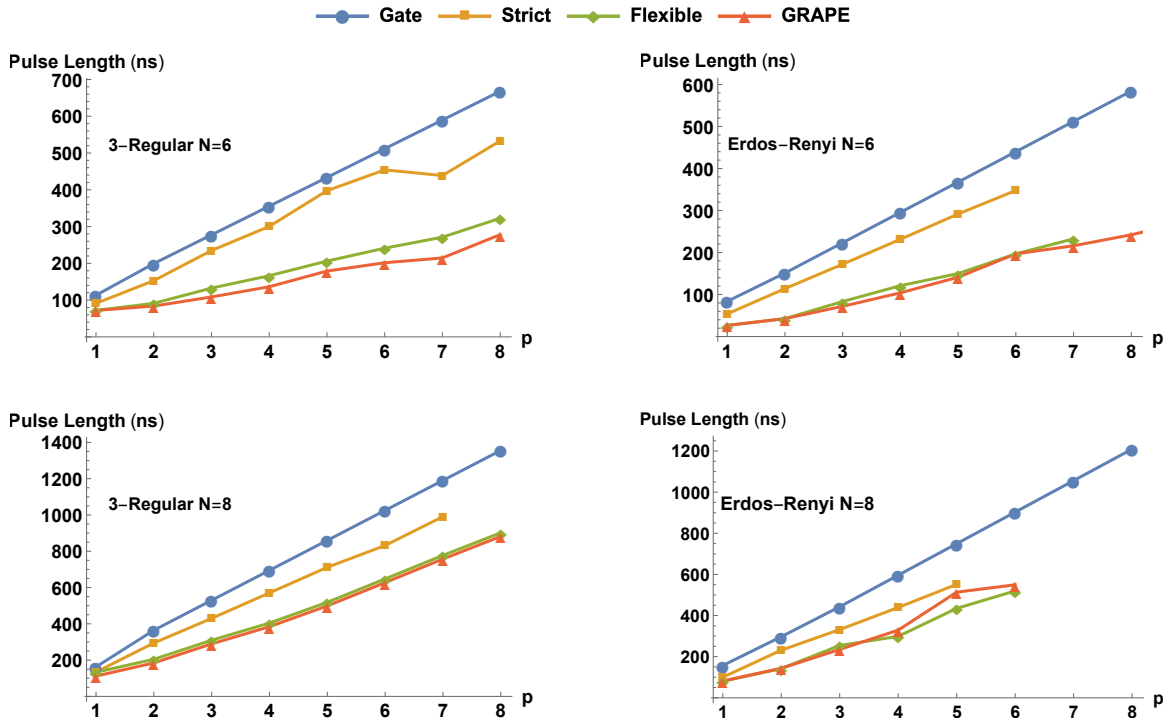 Gate Strict Flexible GRAPE
Pulse Length (ns)
700
600
500
400
300
200
100
3−Regular N=6
1 2 3 4 5 6 7 8 p
Pulse Length (ns)
600
500
400
300
200
100
Erdos−Renyi N=6
1 2 3 4 5 6 7 8 p
Pulse Length (ns)
1400
1200
1000
800
600
400
200
3−Regular N=8
1 2 3 4 5 6 7 8 p
Pulse Length (ns)
1200
1000
800
600
400
200
Erdos−Renyi N=8
1 2 3 4 5 6 7 8 p